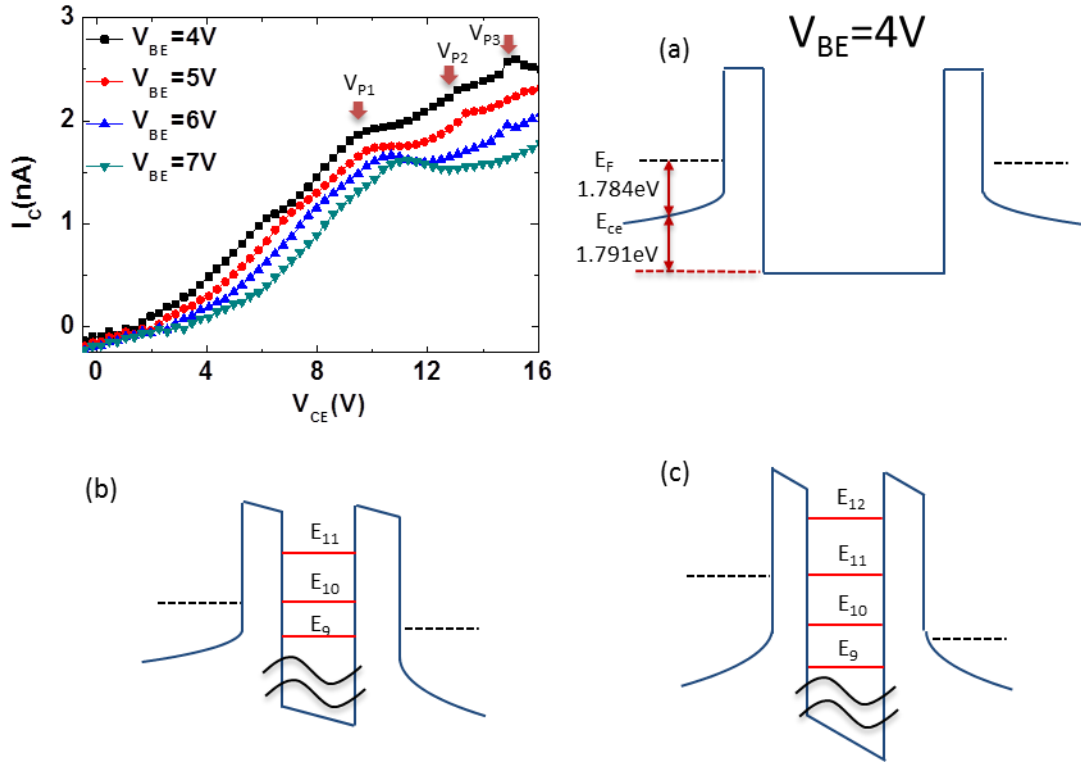 3
2
1
0
I_C(nA)
V_BE=4V
V_BE=5V
V_BE=6V
V_BE=7V
V_P1
V_P2
V_P3
0 4 8 12 16
V_CE(V)
(a)
V_BE=4V
E_F
1.784eV
E_ce
1.791eV
(b)
E_11
E_10
E_9
(c)
E_12
E_11
E_10
E_9